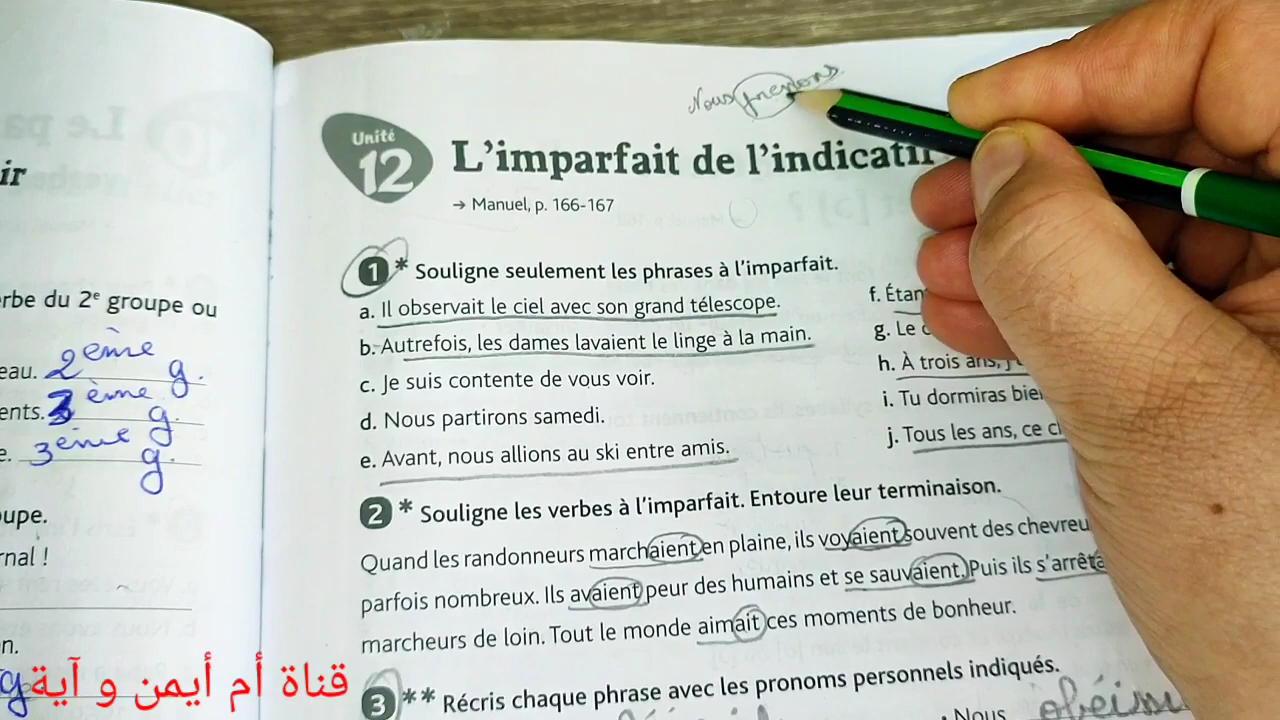 Nous prenons
Unité
12
L'imparfait de l'indicatif
→ Manuel, p. 166-167
1 * Souligne seulement les phrases à l'imparfait.
a. Il observait le ciel avec son grand télescope.
b. Autrefois, les dames lavaient le linge à la main.
c. Je suis contente de vous voir.
d. Nous partirons samedi.
e. Avant, nous allions au ski entre amis.
f. Étan
g. Le
h. À trois ans, j
i. Tu dormiras bie
j. Tous les ans, ce c
2 * Souligne les verbes à l'imparfait. Entoure leur terminaison.
Quand les randonneurs marchaient en plaine, ils voyaient souvent des chevreu
parfois nombreux. Ils avaient peur des humains et se sauvaient. Puis ils s'arrêta
marcheurs de loin. Tout le monde aimait ces moments de bonheur.
3 ** Récris chaque phrase avec les pronoms personnels indiqués.
• Nous
ir
rbe du 2e groupe ou
eau. 2ème g.
ents. 3ème g.
e. 3ème g.
upe.
rnal !
n.
قناة أم أيمن و آية